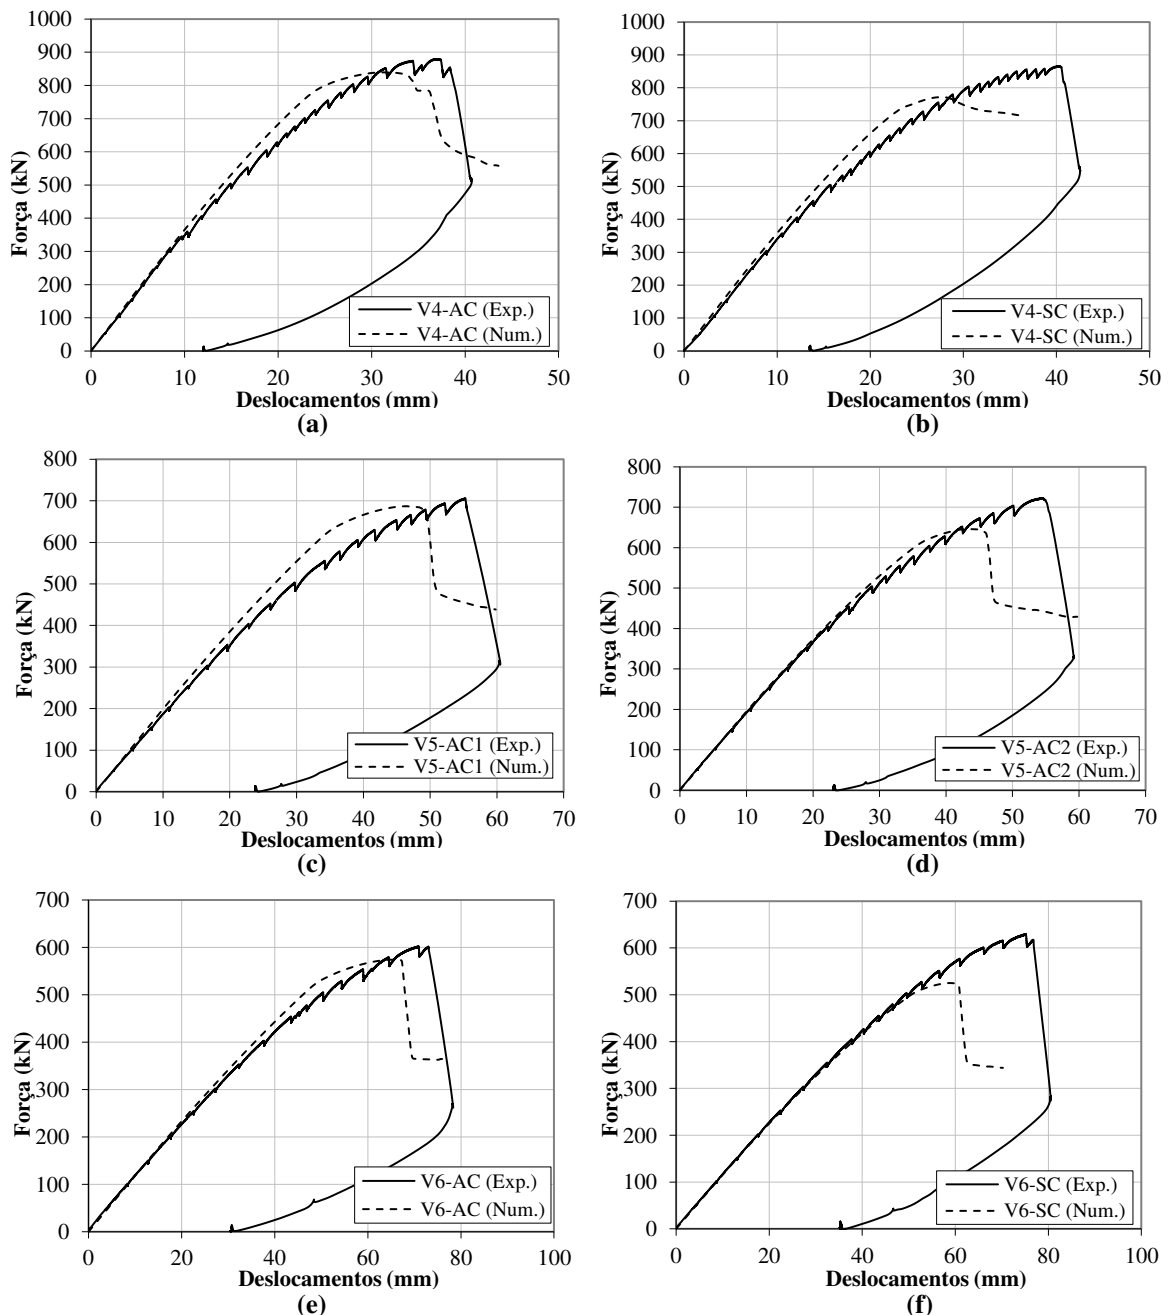 1000
900
800
700
600
500
400
300
200
100
0
0 10 20 30 40 50
Força (kN)
Deslocamentos (mm)
V4-AC (Exp.)
V4-AC (Num.)
(a)
1000
900
800
700
600
500
400
300
200
100
0
0 10 20 30 40 50
Força (kN)
Deslocamentos (mm)
V4-SC (Exp.)
V4-SC (Num.)
(b)
800
700
600
500
400
300
200
100
0
0 10 20 30 40 50 60 70
Força (kN)
Deslocamentos (mm)
V5-AC1 (Exp.)
V5-AC1 (Num.)
(c)
800
700
600
500
400
300
200
100
0
0 10 20 30 40 50 60 70
Força (kN)
Deslocamentos (mm)
V5-AC2 (Exp.)
V5-AC2 (Num.)
(d)
700
600
500
400
300
200
100
0
0 20 40 60 80 100
Força (kN)
Deslocamentos (mm)
V6-AC (Exp.)
V6-AC (Num.)
(e)
700
600
500
400
300
200
100
0
0 20 40 60 80 100
Força (kN)
Deslocamentos (mm)
V6-SC (Exp.)
V6-SC (Num.)
(f)